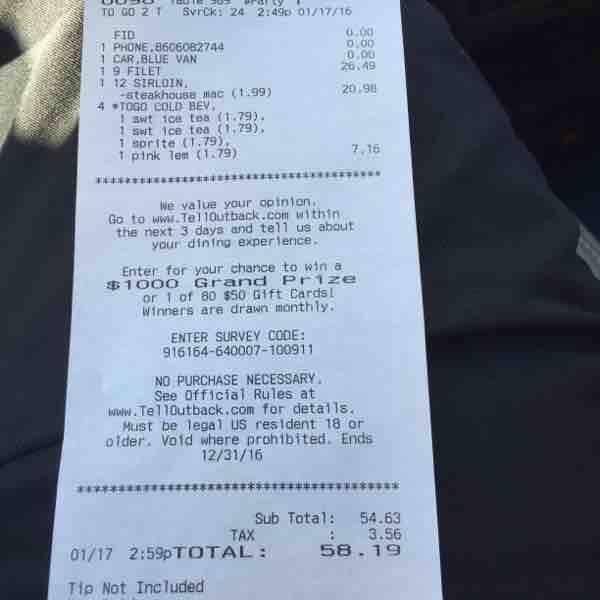 0098 Table 989 #Party 1
TO GO 2 T SvrCk: 24 2:49p 01/17/16
FID 0.00
1 PHONE,8606082744 0.00
1 CAR,BLUE VAN 0.00
1 9 FILET 26.49
1 12 SIRLOIN,
-steakhouse mac (1.99) 20.98
4 *TOGO COLD BEV,
1 swt ice tea (1.79),
1 swt ice tea (1.79),
1 sprite (1.79),
1 pink lem (1.79) 7.16
****************************************
We value your opinion.
Go to www.TellOutback.com within
the next 3 days and tell us about
your dining experience.
Enter for your chance to win a
$1000 Grand Prize
or 1 of 80 $50 Gift Cards!
Winners are drawn monthly.
ENTER SURVEY CODE:
916164-640007-100911
NO PURCHASE NECESSARY.
See Official Rules at
www.TellOutback.com for details.
Must be legal US resident 18 or
older. Void where prohibited. Ends
12/31/16
****************************************
Sub Total: 54.63
TAX : 3.56
01/17 2:59pTOTAL: 58.19
Tip Not Included